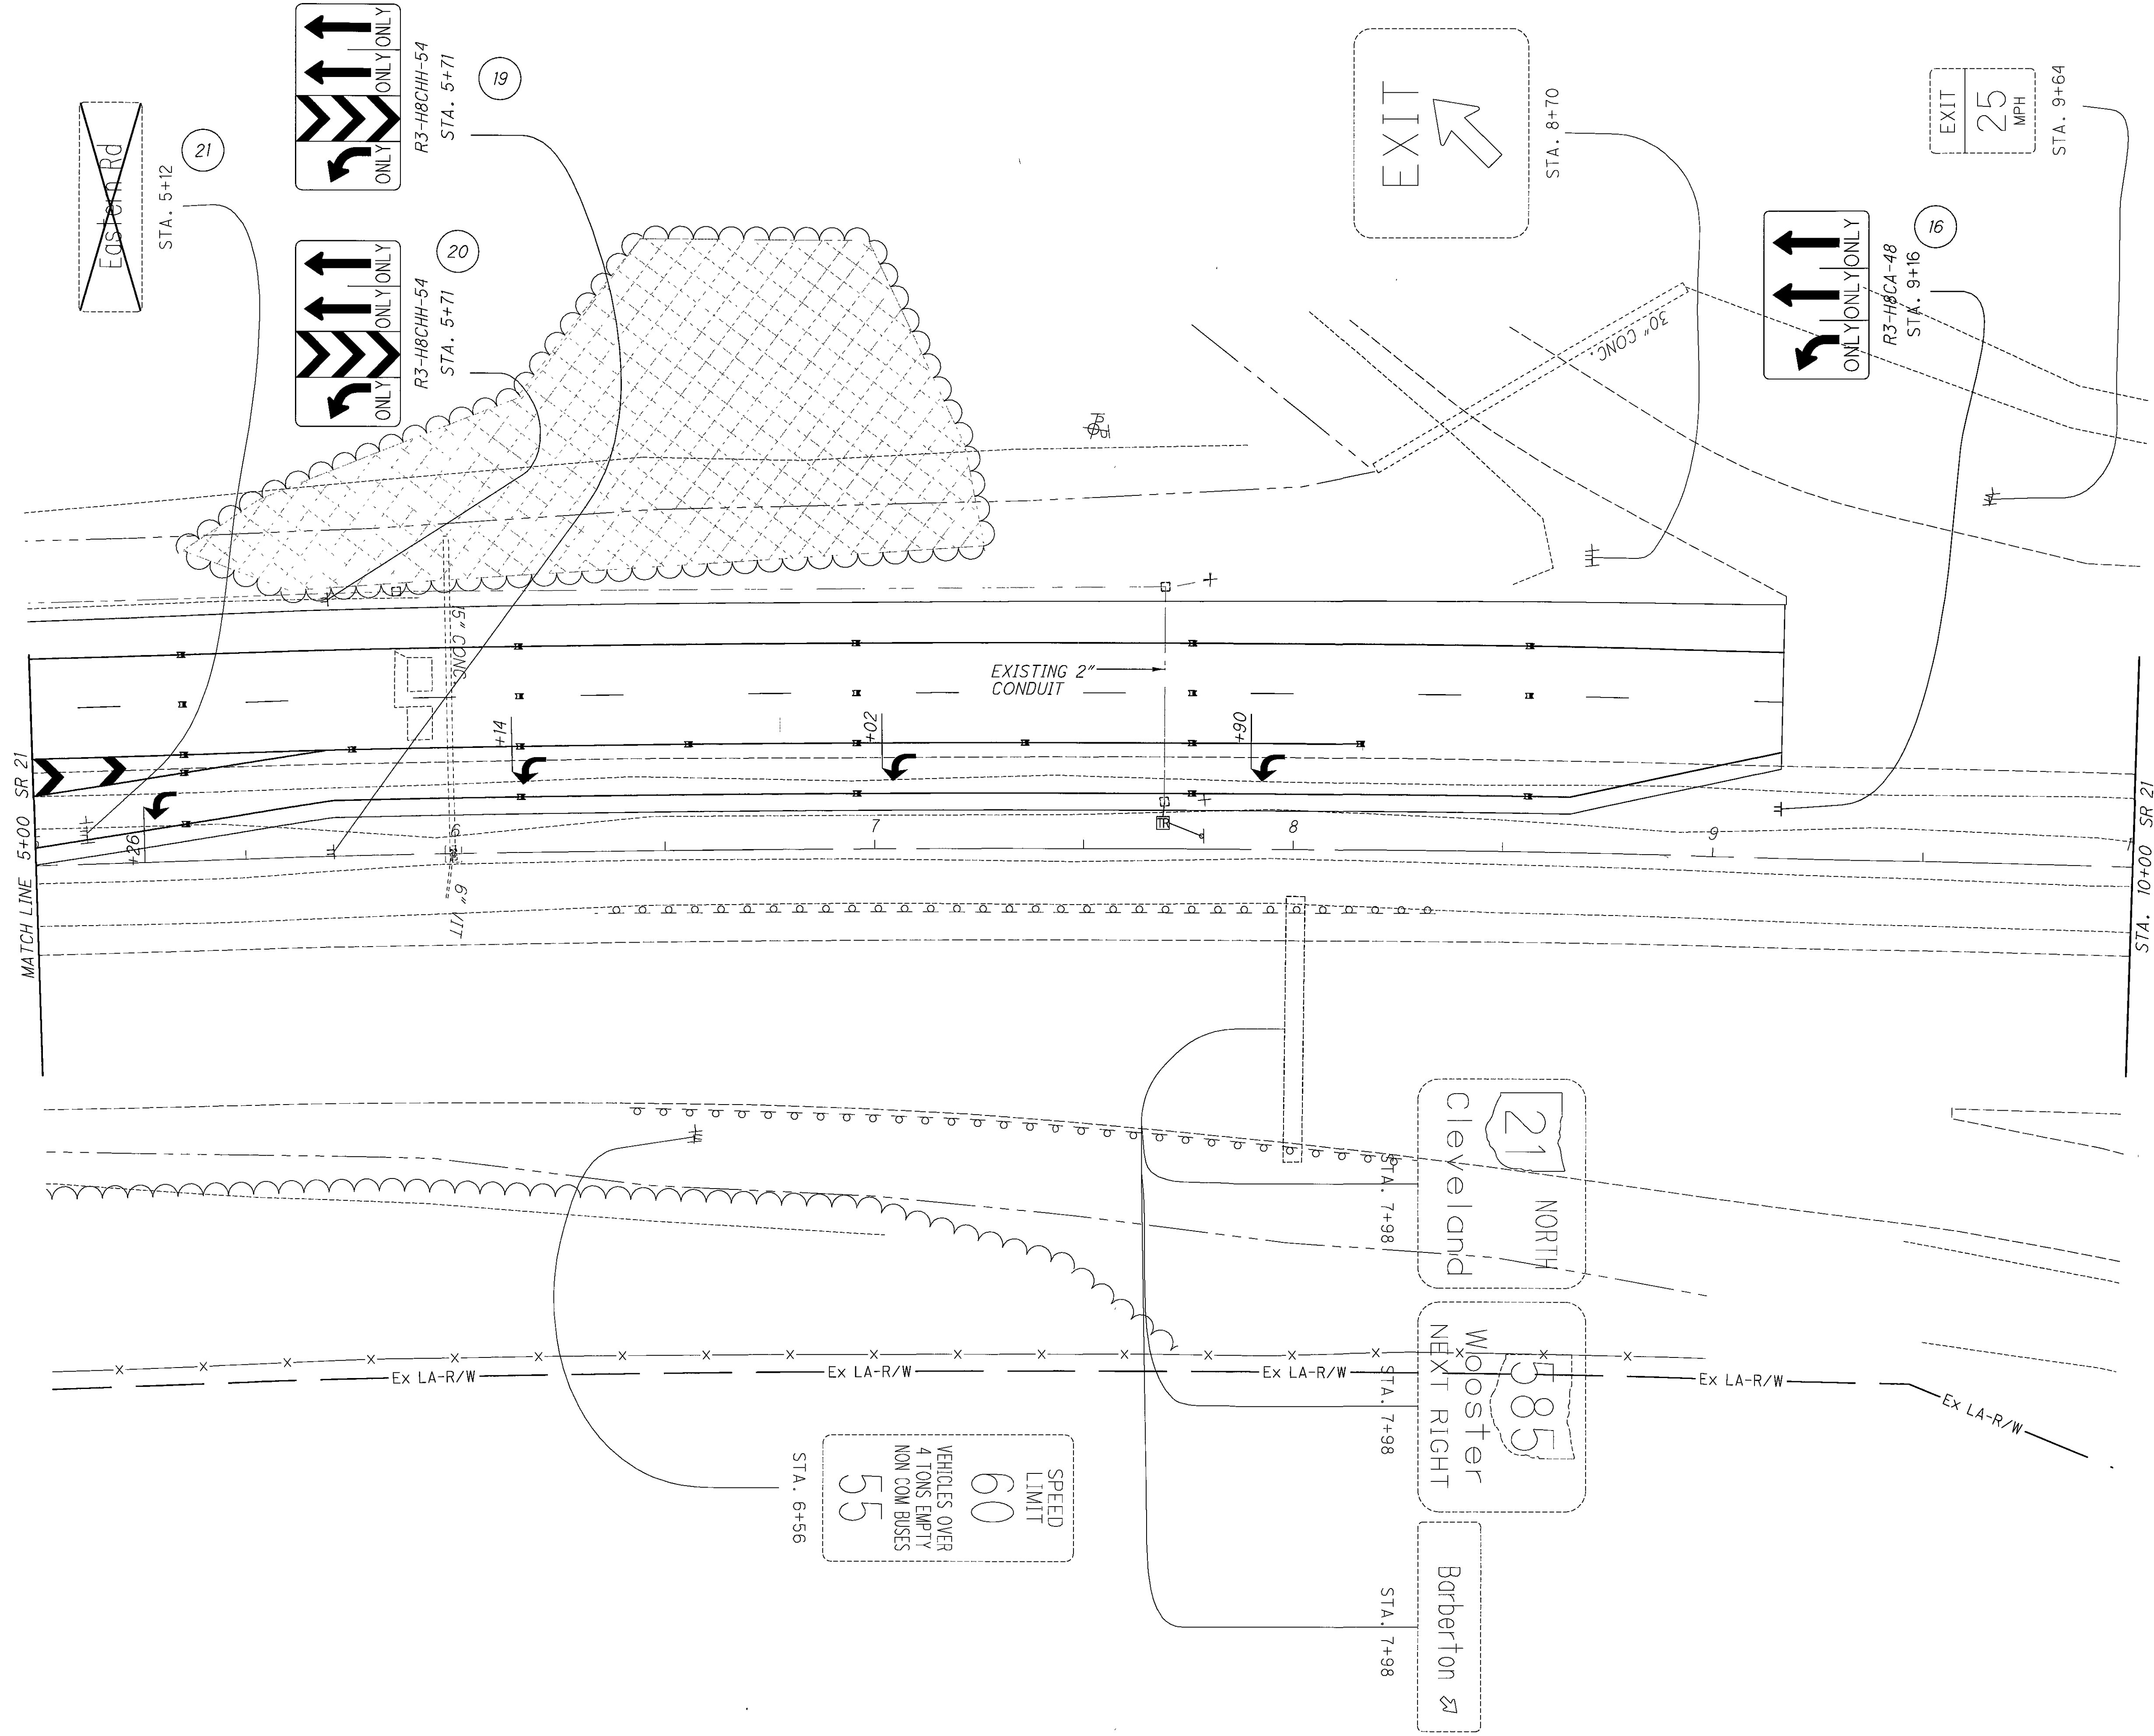 Eastern Rd
STA. 5+12
21
ONLY ONLY ONLY
R3-H8CHH-54
STA. 5+71
19
ONLY ONLY ONLY
R3-H8CHH-54
STA. 5+71
20
EXIT
STA. 8+70
EXIT
25
MPH
STA. 9+64
ONLY ONLY ONLY
R3-H8CA-48
STA. 9+16
16
30" CONC.
15" CONC.
EXISTING 2"
CONDUIT
+14
+02
+90
+26
TR
6
7
8
9
6" VIT
MATCH LINE 5+00 SR 21
STA. 10+00 SR 21
21
NORTH
Cleveland
STA. 7+98
585
Wooster
NEXT RIGHT
STA. 7+98
Barberton
STA. 7+98
Ex LA-R/W
Ex LA-R/W
Ex LA-R/W
Ex LA-R/W
Ex LA-R/W
SPEED
LIMIT
60
VEHICLES OVER
4 TONS EMPTY
NON COM BUSES
55
STA. 6+56